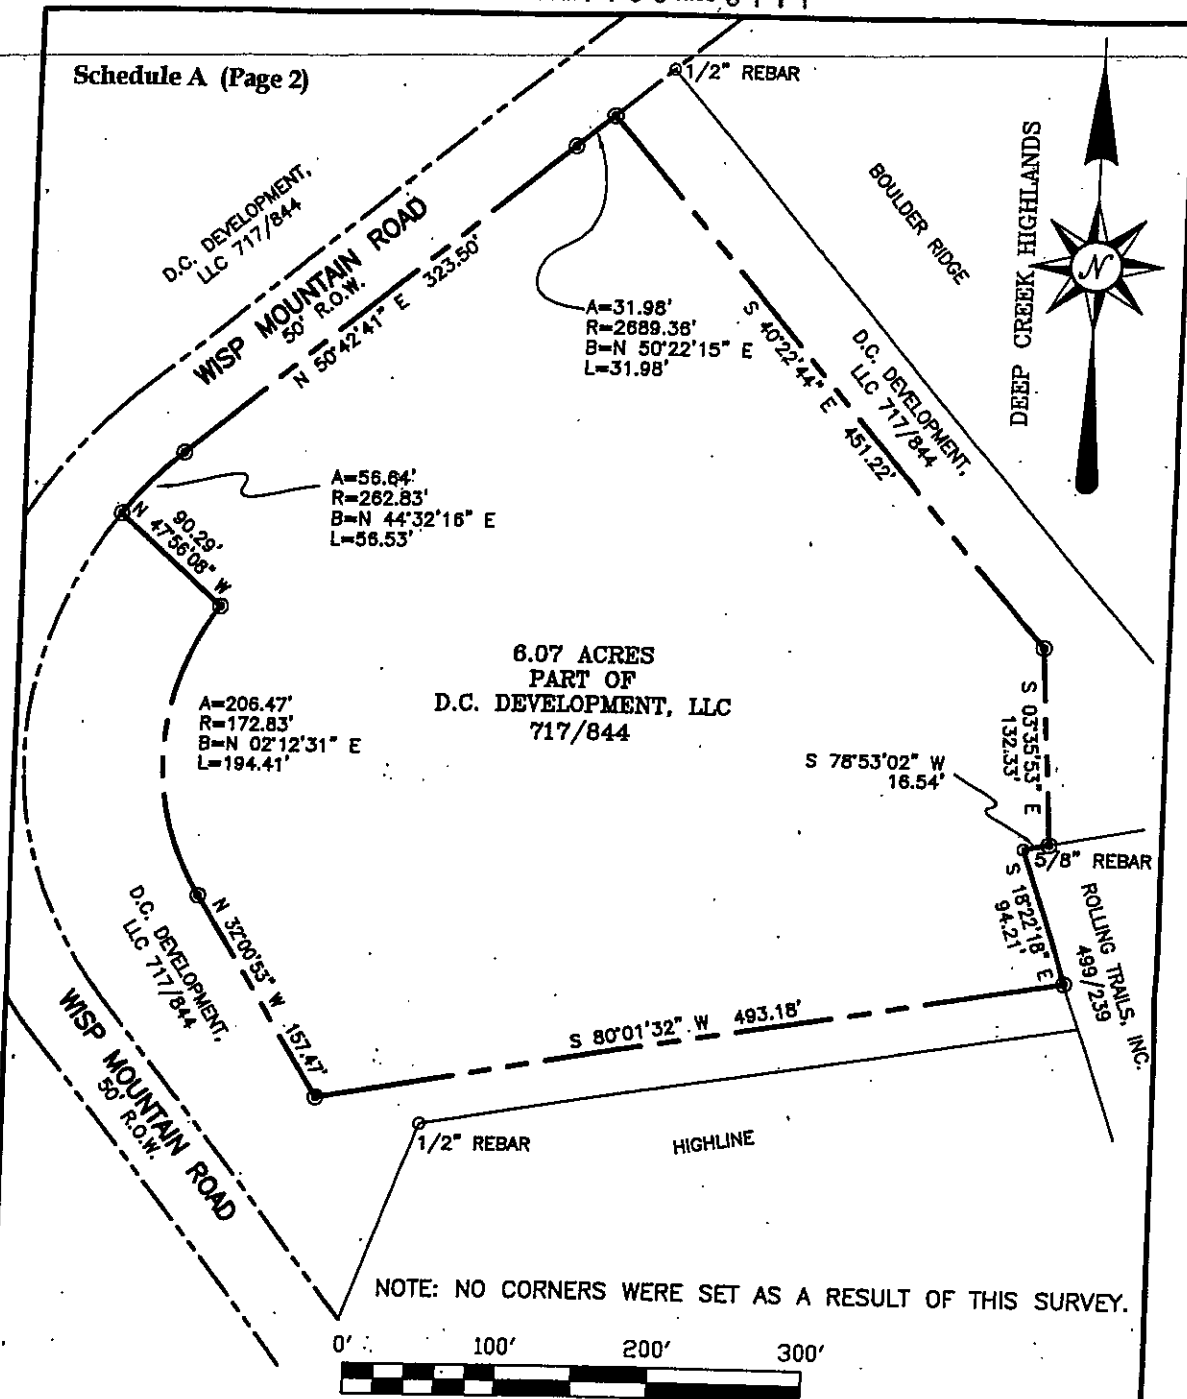 Schedule A (Page 2)
1/2" REBAR
D.C. DEVELOPMENT,
LLC 717/844
WISP MOUNTAIN ROAD
50' R.O.W.
N 50°42'41" E 323.50'
A=31.98'
R=2689.36'
B=N 50°22'15" E
L=31.98'
BOULDER RIDGE
DEEP CREEK HIGHLANDS
N
S 40°22'44" E 451.22'
D.C. DEVELOPMENT,
LLC 717/844
A=56.64'
R=262.83'
B=N 44°32'16" E
L=56.53'
90.29'
N 47°56'08" W
6.07 ACRES
PART OF
D.C. DEVELOPMENT, LLC
717/844
A=206.47'
R=172.83'
B=N 02°12'31" E
L=194.41'
S 03°35'53" E
132.33'
S 78°53'02" W
16.54'
5/8" REBAR
S 18°22'18" E
94.21'
ROLLING TRAILS, INC.
499/239
D.C. DEVELOPMENT,
LLC 717/844
N 32°00'53" W 157.47'
S 80°01'32" W 493.18'
WISP MOUNTAIN ROAD
50' R.O.W.
1/2" REBAR
HIGHLINE
NOTE: NO CORNERS WERE SET AS A RESULT OF THIS SURVEY.
0' 100' 200' 300'